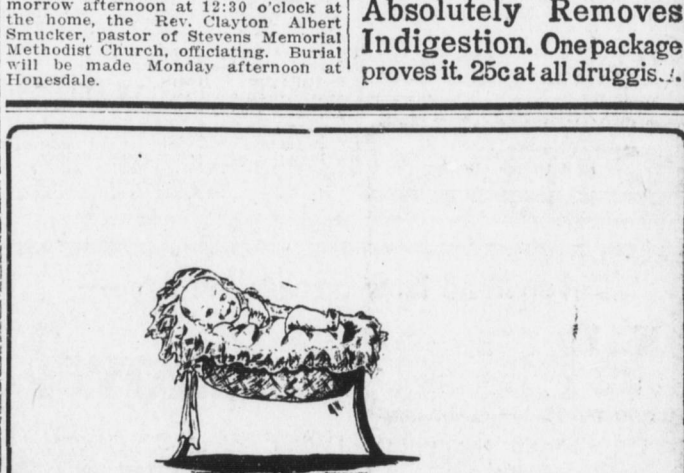 morrow afternoon at 12:30 o'clock at
the home, the Rev. Clayton Albert
Smucker, pastor of Stevens Memorial
Methodist Church, officiating. Burial
will be made Monday afternoon at
Honesdale.
Absolutely Removes
Indigestion. One package
proves it. 25c at all druggis..